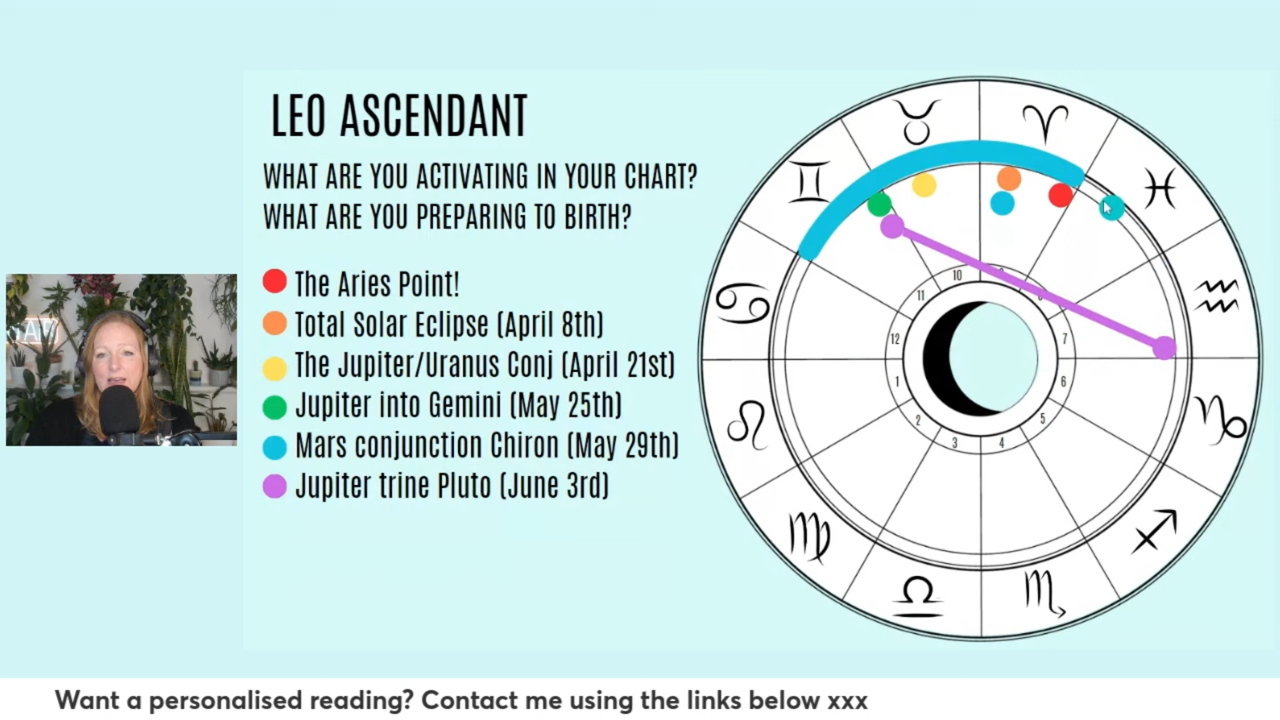 LEO ASCENDANT
WHAT ARE YOU ACTIVATING IN YOUR CHART?
WHAT ARE YOU PREPARING TO BIRTH?
The Aries Point!
Total Solar Eclipse (April 8th)
The Jupiter/Uranus Conj (April 21st)
Jupiter into Gemini (May 25th)
Mars conjunction Chiron (May 29th)
Jupiter trine Pluto (June 3rd)
♉ ♈
♊ ♓
♋ ♒
♌ ♑
♍ ♐
♎ ♏
10
11
12
7
1
6
2
5
3
4
Want a personalised reading? Contact me using the links below xxx